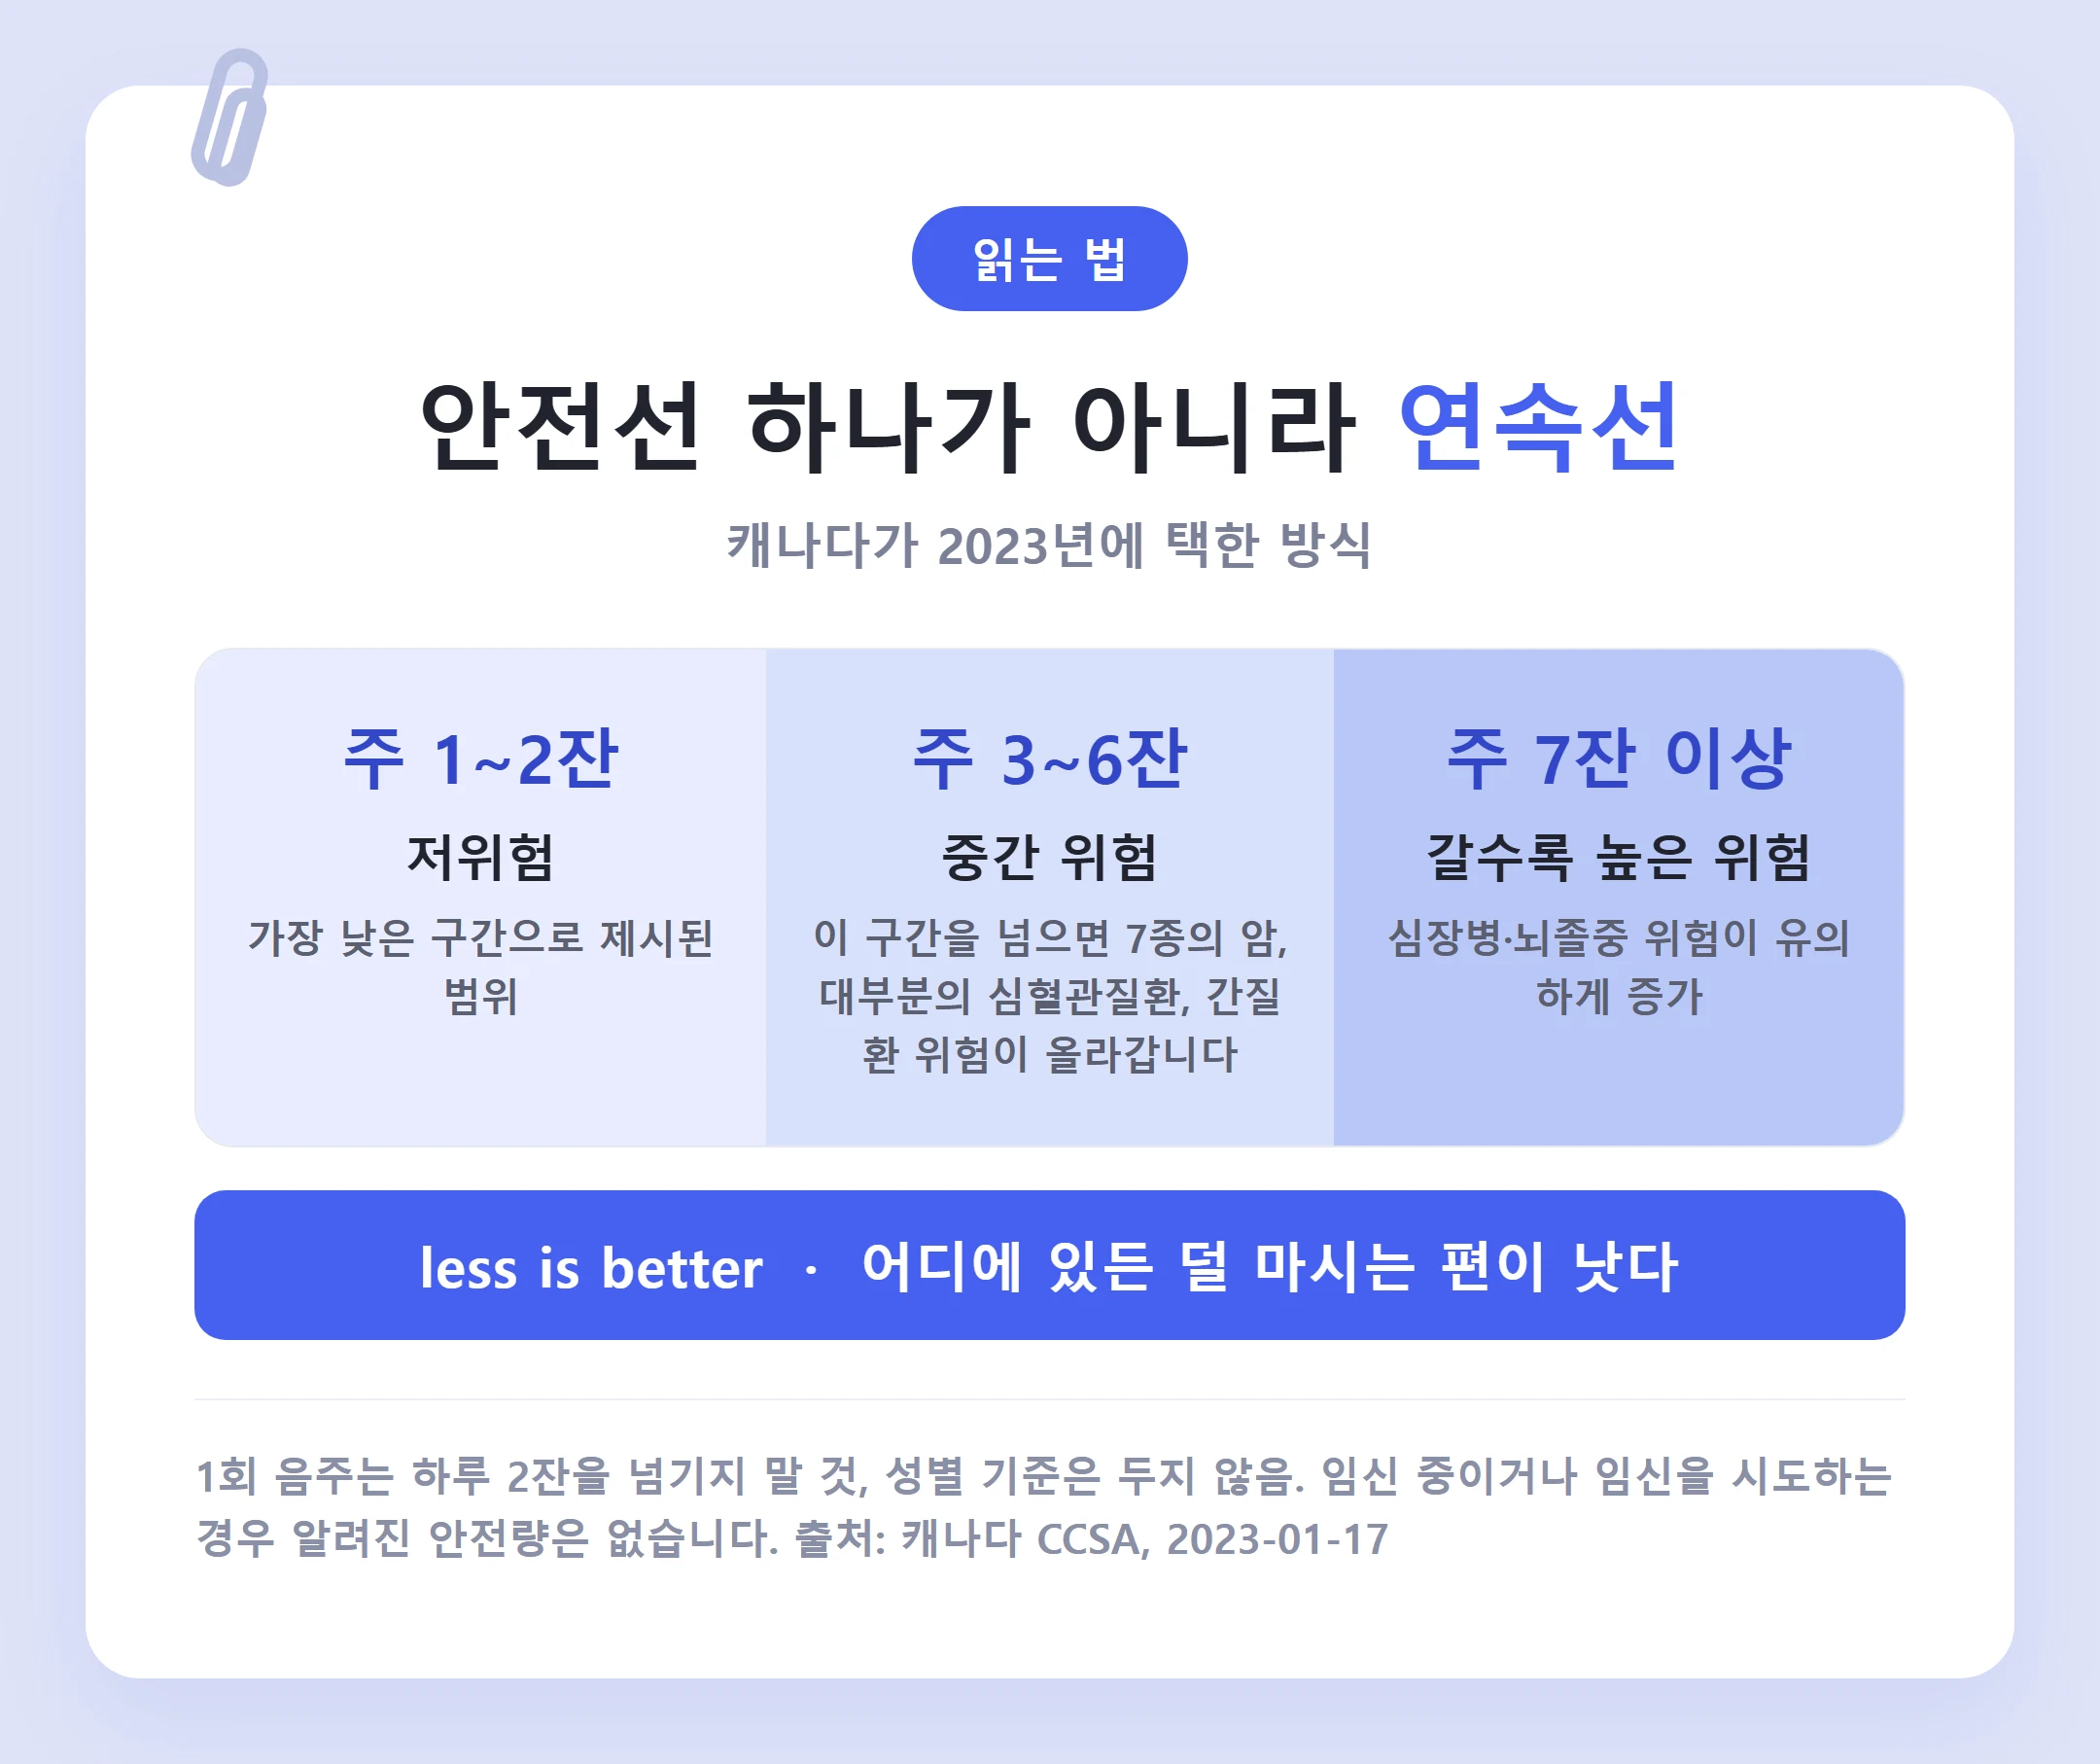 읽는 법
안전선 하나가 아니라 연속선
캐나다가 2023년에 택한 방식
주 1~2잔
저위험
가장 낮은 구간으로 제시된
범위
주 3~6잔
중간 위험
이 구간을 넘으면 7종의 암,
대부분의 심혈관질환, 간질
환 위험이 올라갑니다
주 7잔 이상
갈수록 높은 위험
심장병·뇌졸중 위험이 유의
하게 증가
less is better · 어디에 있든 덜 마시는 편이 낫다
1회 음주는 하루 2잔을 넘기지 말 것, 성별 기준은 두지 않음. 임신 중이거나 임신을 시도하는
경우 알려진 안전량은 없습니다. 출처: 캐나다 CCSA, 2023-01-17